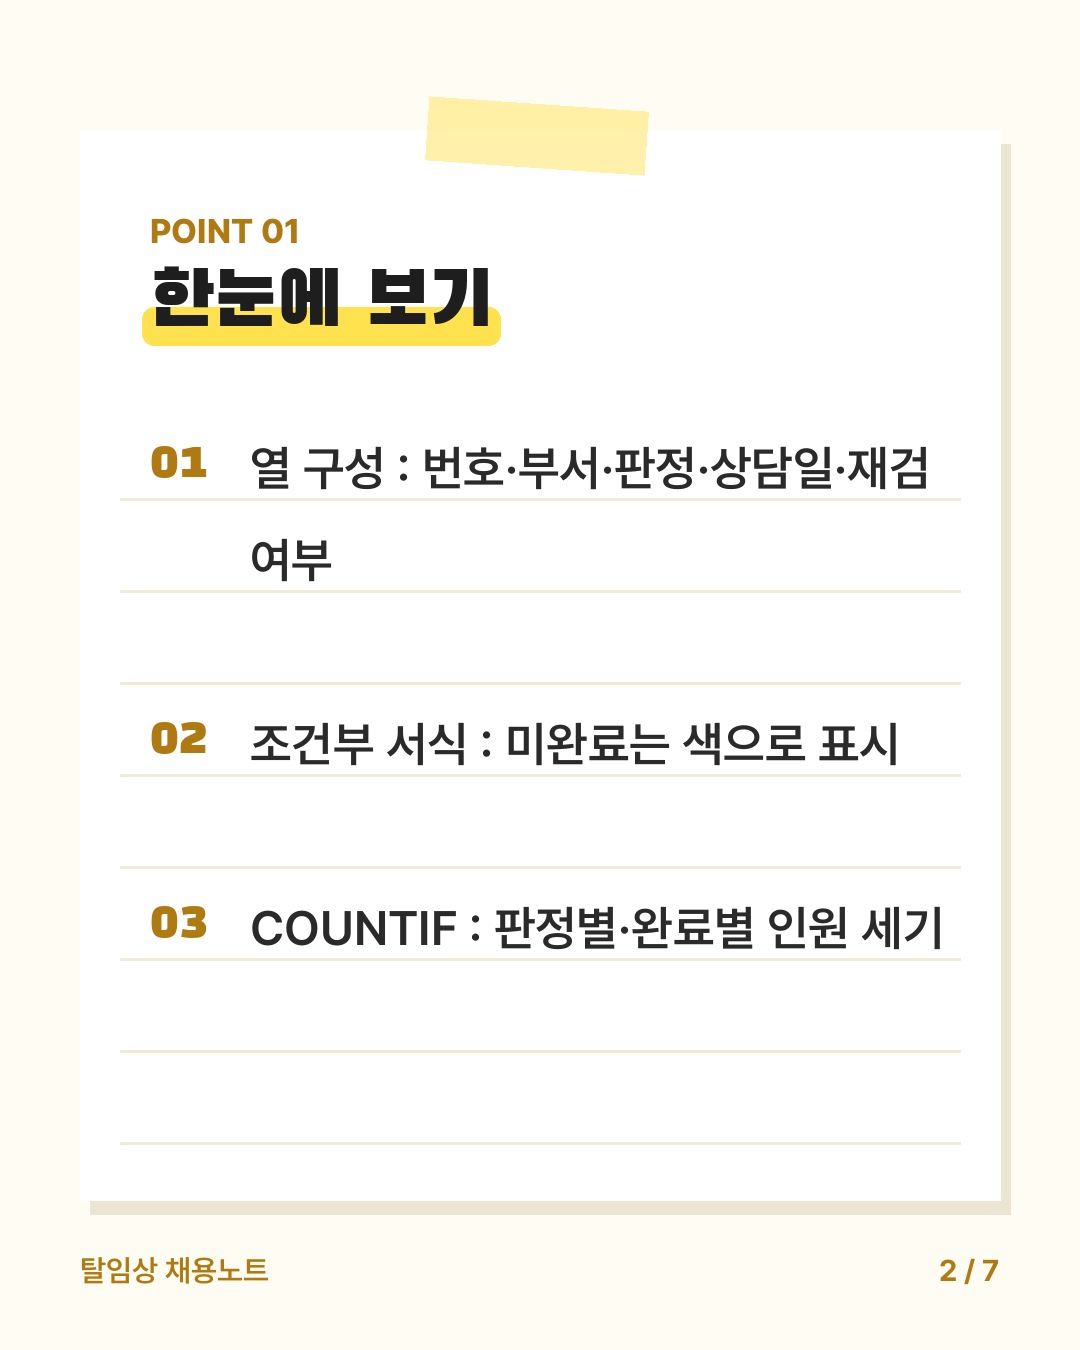 POINT 01
한눈에 보기
01 열 구성 : 번호·부서·판정·상담일·재검
여부
02 조건부 서식 : 미완료는 색으로 표시
03 COUNTIF : 판정별·완료별 인원 세기
탈임상 채용노트
2 / 7